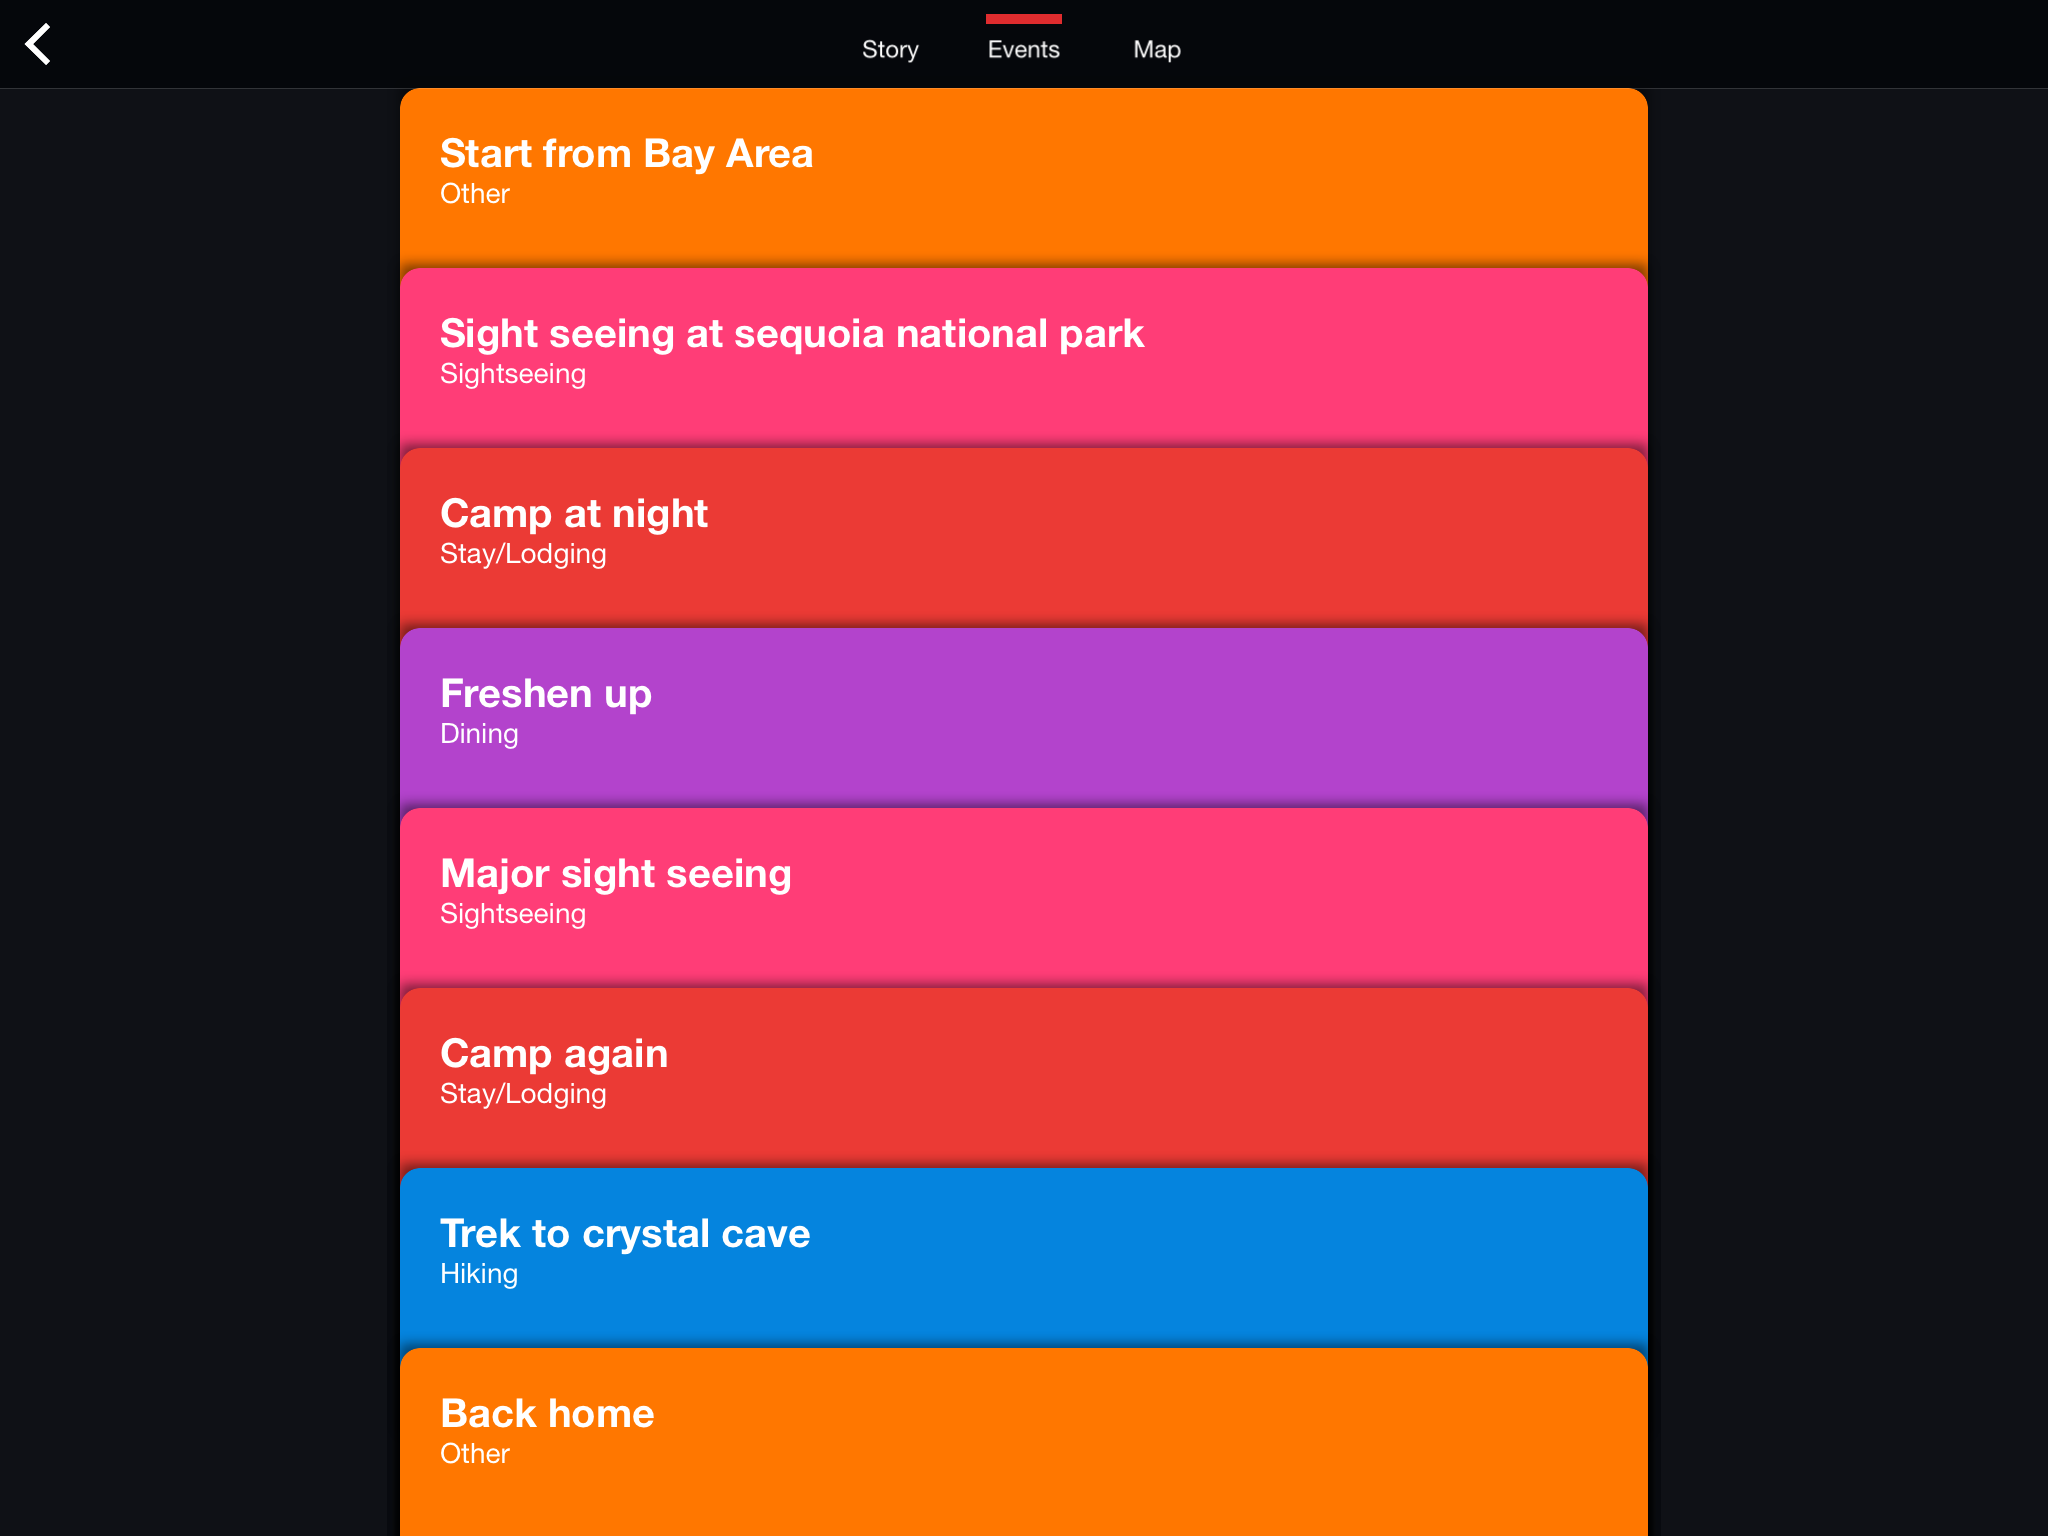 Story Events Map
Start from Bay Area
Other
Sight seeing at sequoia national park
Sightseeing
Camp at night
Stay/Lodging
Freshen up
Dining
Major sight seeing
Sightseeing
Camp again
Stay/Lodging
Trek to crystal cave
Hiking
Back home
Other